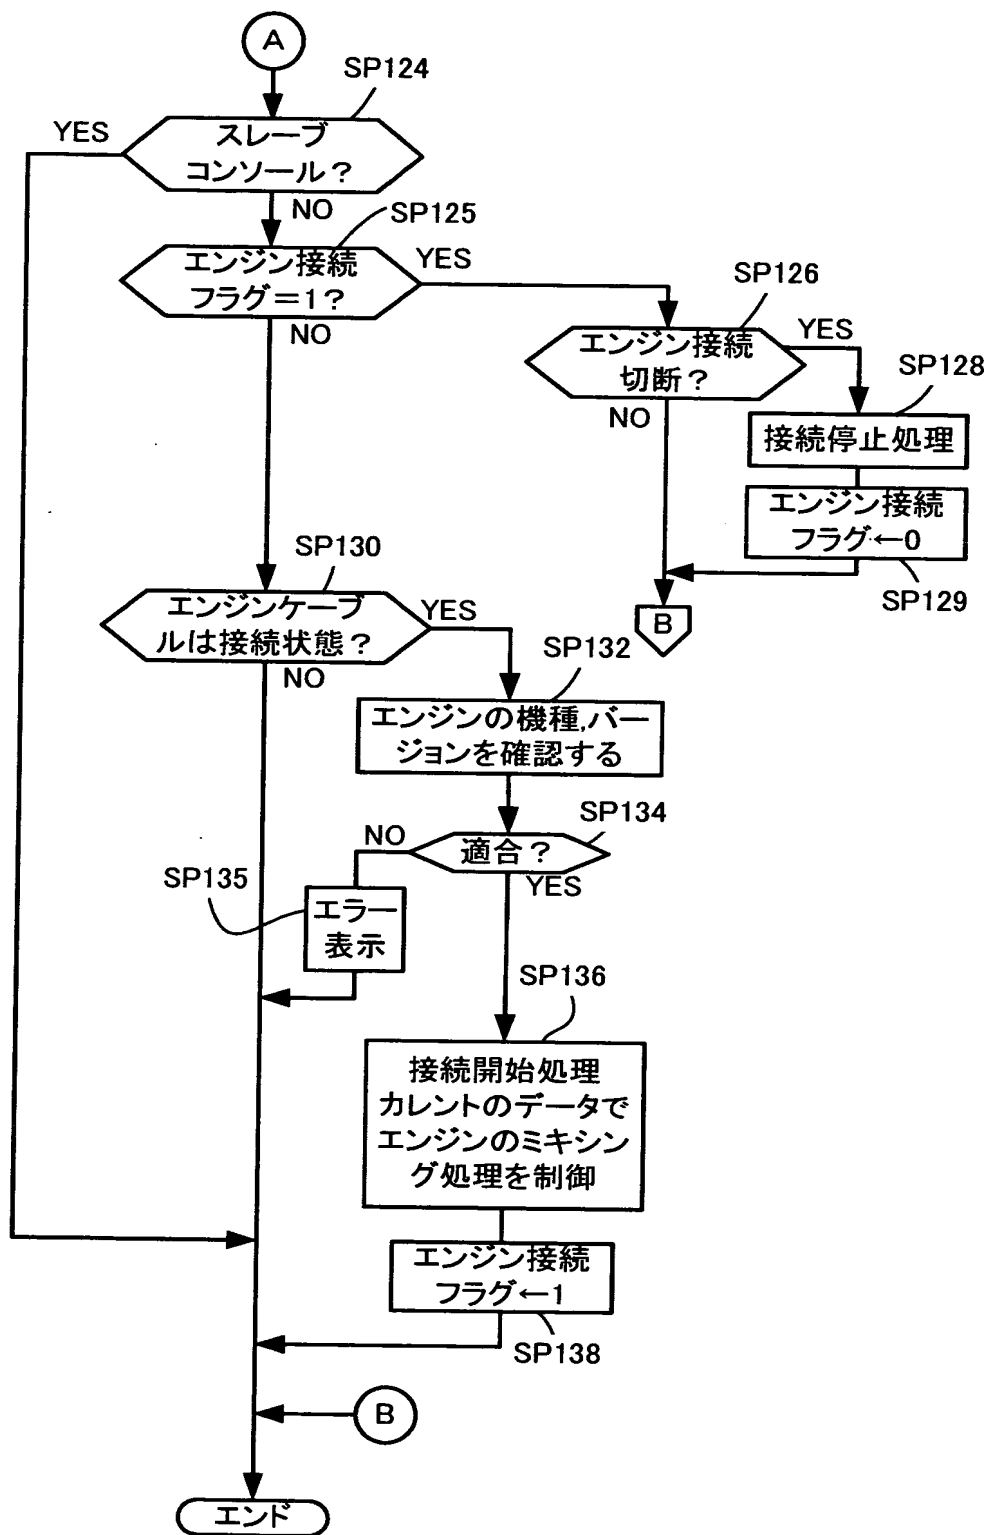 A
SP124
YES
スレーブ
コンソール？
NO
SP125
エンジン接続
フラグ＝1？
YES
NO
SP126
エンジン接続
切断？
YES
NO
SP128
接続停止処理
エンジン接続
フラグ←0
SP129
B
SP130
エンジンケーブ
ルは接続状態？
YES
NO
SP132
エンジンの機種,バー
ジョンを確認する
SP134
NO
適合？
YES
SP135
エラー
表示
SP136
接続開始処理
カレントのデータで
エンジンのミキシン
グ処理を制御
エンジン接続
フラグ←1
SP138
B
エンド